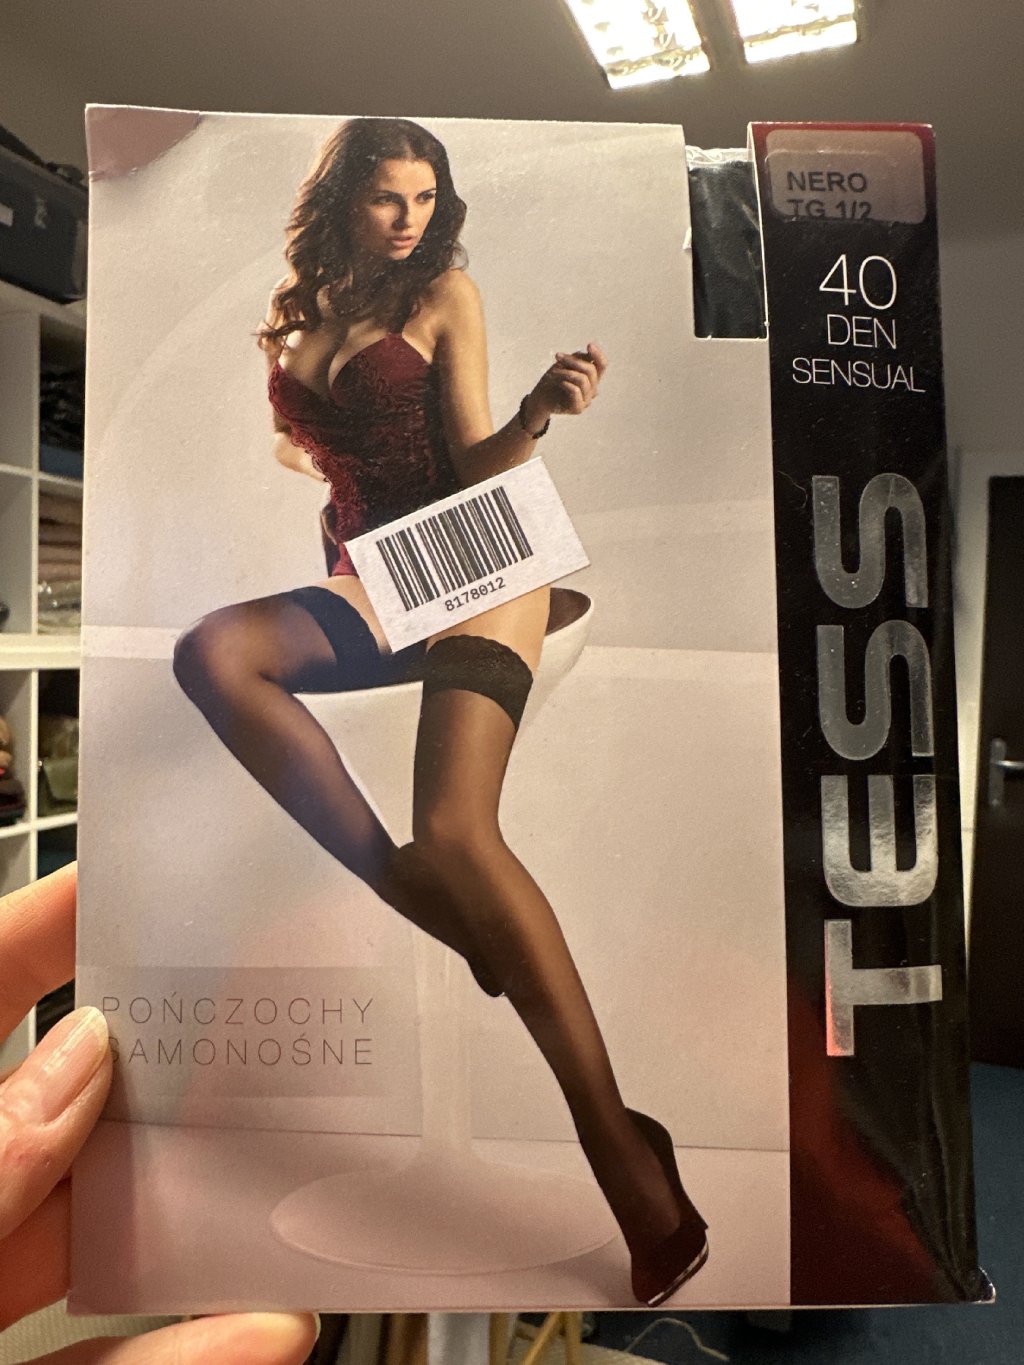 NERO
TG 1/2
40
DEN
SENSUAL
TESS
8178012
POŃCZOCHY
SAMONOŚNE